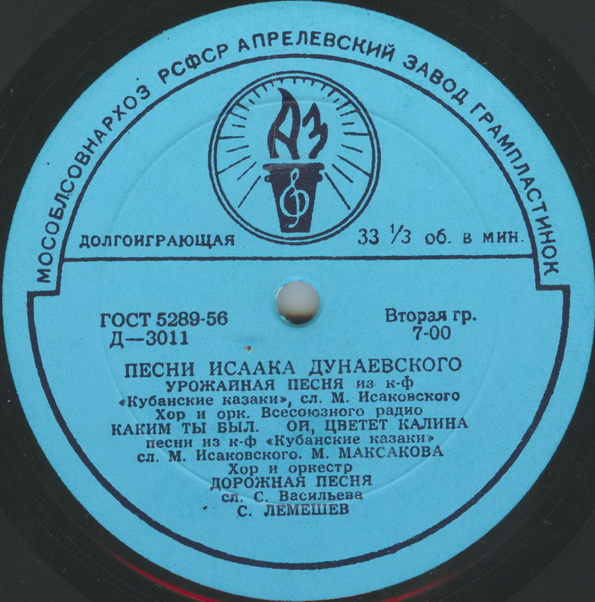 МОСОБЛСОВНАРХОЗ РСФСР АПРЕЛЕВСКИЙ ЗАВОД ГРАМПЛАСТИНОК
АЗ
ДОЛГОИГРАЮЩАЯ 33 1/3 об. в мин.
ГОСТ 5289-56 Вторая гр.
Д—3011 7-00
ПЕСНИ ИСААКА ДУНАЕВСКОГО
УРОЖАЙНАЯ ПЕСНЯ из к-ф
«Кубанские казаки», сл. М. Исаковского
Хор и орк. Всесоюзного радио
КАКИМ ТЫ БЫЛ. ОЙ, ЦВЕТЕТ КАЛИНА
песни из к-ф «Кубанские казаки»
сл. М. Исаковского. М. МАКСАКОВА
Хор и оркестр
ДОРОЖНАЯ ПЕСНЯ
сл. С. Васильева
С. ЛЕМЕШЕВ